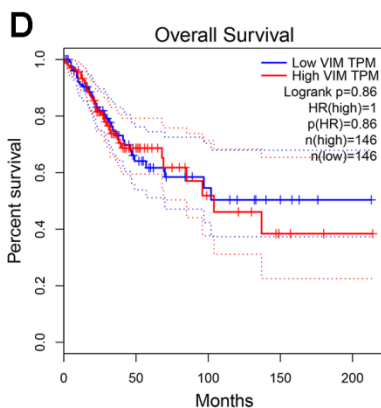 D
Overall Survival
Low VIM TPM
High VIM TPM
Logrank p=0.86
HR(high)=1
p(HR)=0.86
n(high)=146
n(low)=146
Percent survival
1.0
0.8
0.6
0.4
0.2
0.0
0 50 100 150 200
Months